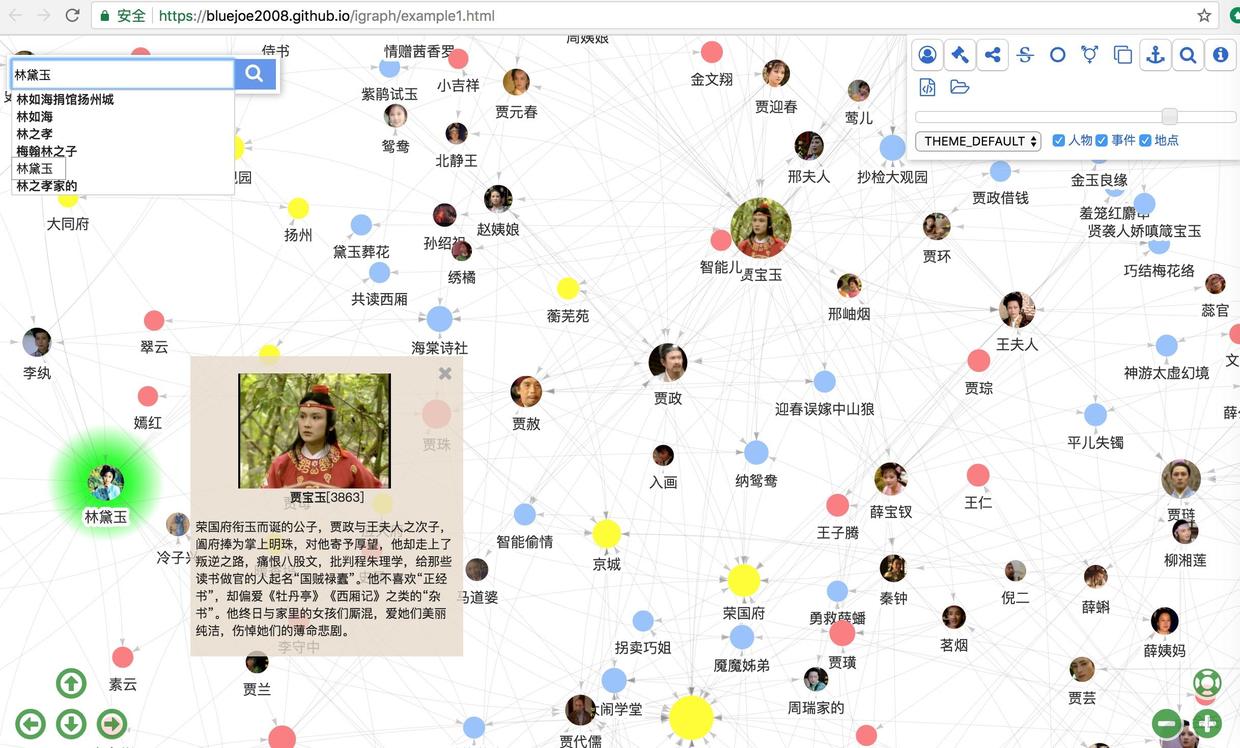 安全 https://bluejoe2008.github.io/igraph/example1.html
侍书
情赠茜香罗
周姨娘
林黛玉
林如海捐馆扬州城
林如海
林之孝
梅翰林之子
林黛玉
林之孝家的
THEME_DEFAULT
人物
事件
地点
紫鹃试玉
小吉祥
贾元春
金文翔
贾迎春
莺儿
鸳鸯
北静王
观园
邢夫人
抄检大观园
金玉良缘
贾政借钱
羞笼红麝串
贤袭人娇嗔箴宝玉
大同府
扬州
黛玉葬花
孙绍祖
赵姨娘
绣橘
智能儿
贾宝玉
贾环
巧结梅花络
共读西厢
蘅芜苑
邢岫烟
蕊官
海棠诗社
王夫人
李纨
翠云
神游太虚幻境
文
贾琮
贾政
迎春误嫁中山狼
薛
嫣红
贾赦
贾珠
平儿失镯
入画
纳鸳鸯
林黛玉
贾宝玉[3863]
荣国府衔玉而诞的公子，贾政与王夫人之次子，
阖府捧为掌上明珠，对他寄予厚望，他却走上了
叛逆之路，痛恨八股文，批判程朱理学，给那些
读书做官的人起名“国贼禄蠹”。他不喜欢“正经
书”，却偏爱《牡丹亭》《西厢记》之类的“杂
书”。他终日与家里的女孩们厮混，爱她们美丽
纯洁，伤悼她们的薄命悲剧。
李守中
薛宝钗
王仁
王子腾
贾琏
智能偷情
京城
冷子兴
柳湘莲
马道婆
秦钟
倪二
薛蝌
荣国府
勇救薛蟠
茗烟
拐卖巧姐
魇魔姊弟
贾璜
薛姨妈
素云
贾兰
贾芸
闹学堂
周瑞家的
贾代儒